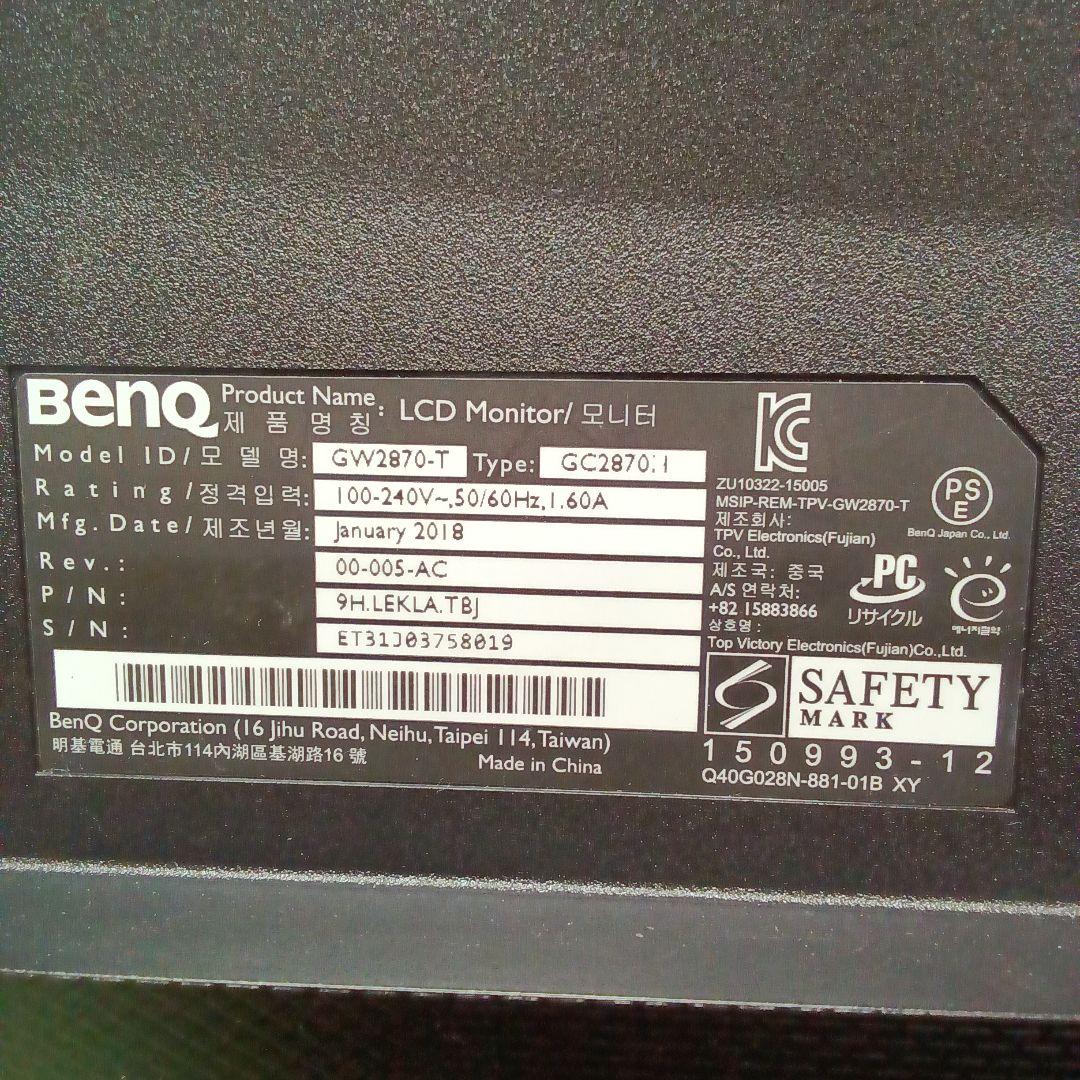 BenQ
Product Name
제 품 명 칭 : LCD Monitor/ 모니터
Model ID/모 델 명: GW2870-T Type:
Rating/정격입력: 100-240V~,50/60Hz,1.60A
Mfg. Date/제조년월: January 2018
Rev.: 00-005-AC
P/N: 9H.LEKLA.TBJ
S/N: ET31J03758019
BenQ Corporation (16 Jihu Road, Neihu, Taipei 114, Taiwan)
明基電通 台北市114內湖區基湖路16 號
Made in China
ZU10322-15005
MSIP-REM-TPV-GW2870-T
제조회사:
TPV Electronics(Fujian)
Co., Ltd.
제조국: 중국
A/S 연락처:
+82 15883866
상호명 :
Top Victory Electronics(Fujian)Co.,Ltd.
PS
E
BenQ Japan Co., Ltd.
PC
リサイクル
에너지절약
SAFETY
MARK
150993-12
Q40G028N-881-01B XY